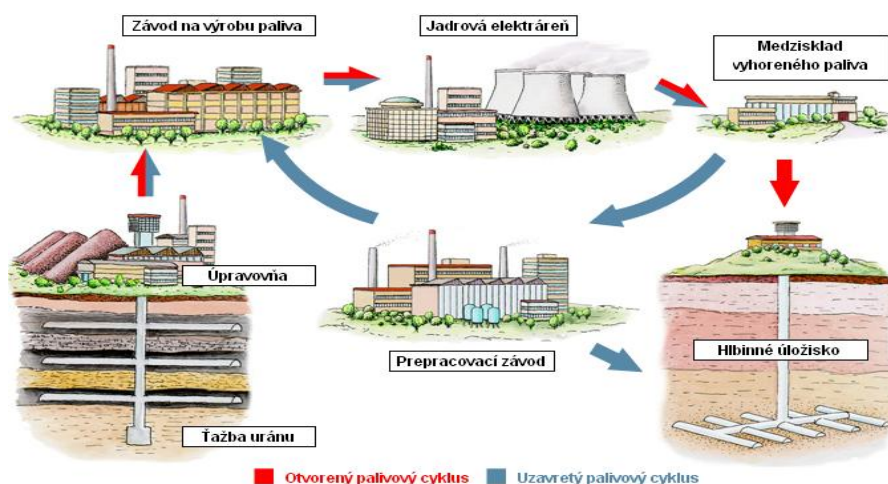 Závod na výrobu paliva
Jadrová elektráreň
Medzisklad
vyhoreného paliva
Úpravovňa
Prepracovací závod
Hlbinné úložisko
Ťažba uránu
Otvorený palivový cyklus
Uzavretý palivový cyklus